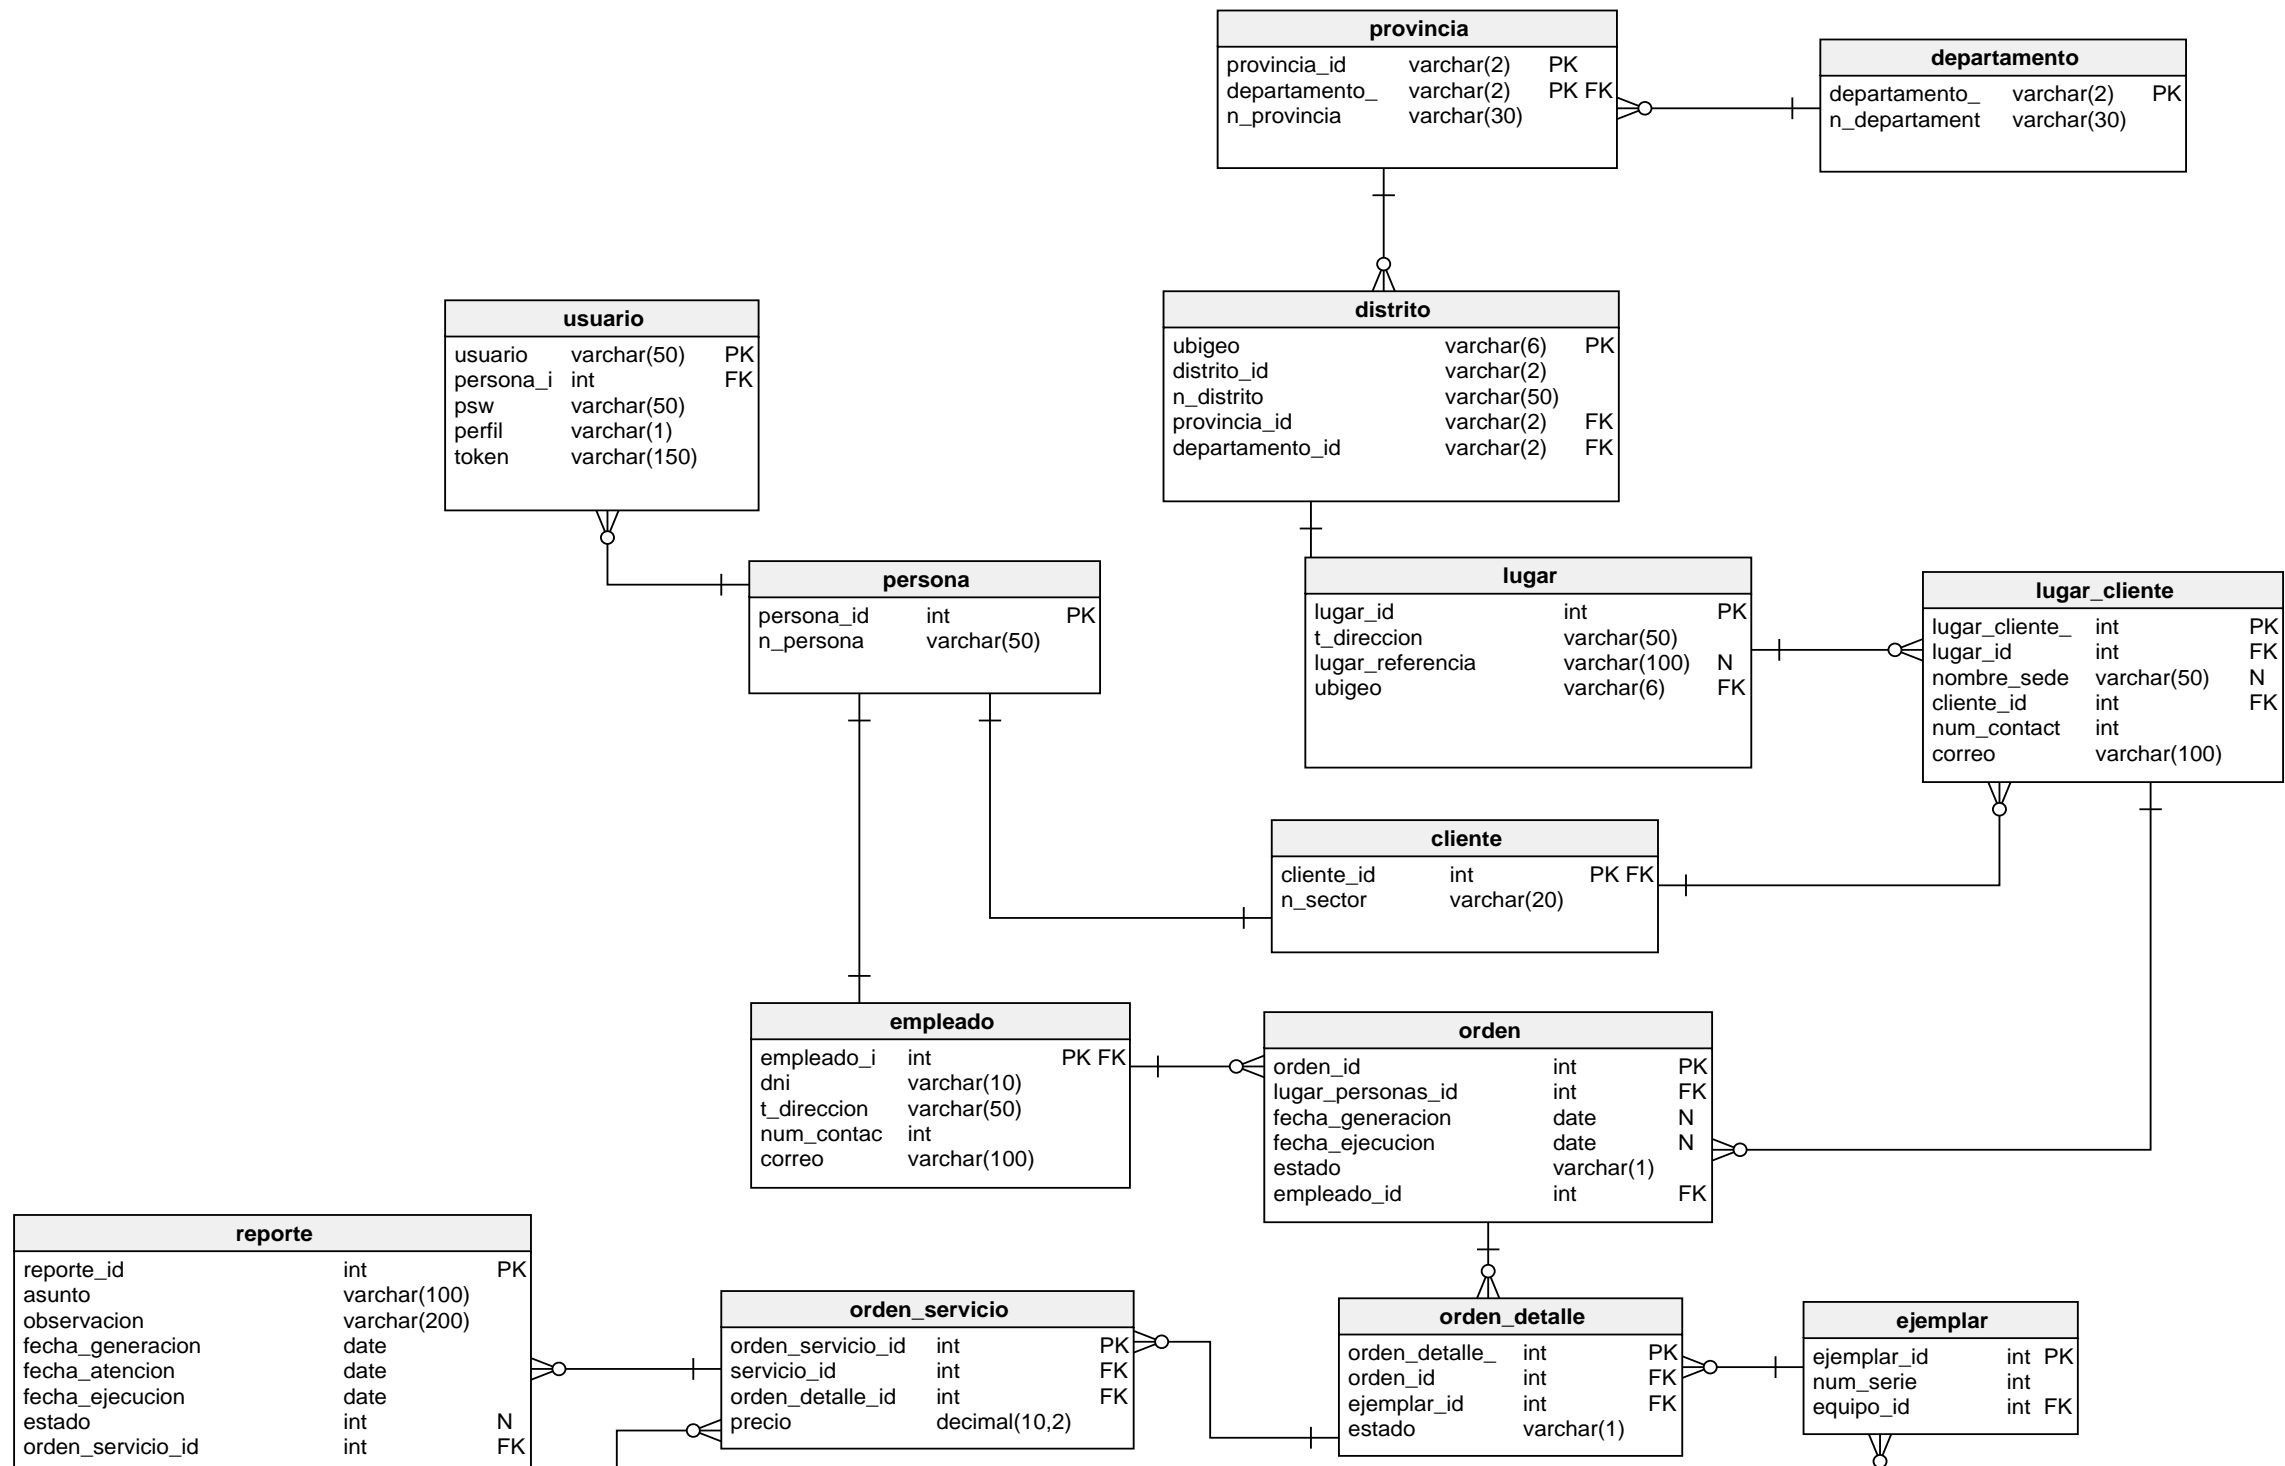 provincia
provincia_id varchar(2) PK
departamento_ varchar(2) PK FK
n_provincia varchar(30)
departamento
departamento_ varchar(2) PK
n_departament varchar(30)
usuario
usuario varchar(50) PK
persona_i int FK
psw varchar(50)
perfil varchar(1)
token varchar(150)
distrito
ubigeo varchar(6) PK
distrito_id varchar(2)
n_distrito varchar(50)
provincia_id varchar(2) FK
departamento_id varchar(2) FK
persona
persona_id int PK
n_persona varchar(50)
lugar
lugar_id int PK
t_direccion varchar(50)
lugar_referencia varchar(100) N
ubigeo varchar(6) FK
lugar_cliente
lugar_cliente_ int PK
lugar_id int FK
nombre_sede varchar(50) N
cliente_id int FK
num_contact int
correo varchar(100)
cliente
cliente_id int PK FK
n_sector varchar(20)
empleado
empleado_i int PK FK
dni varchar(10)
t_direccion varchar(50)
num_contac int
correo varchar(100)
orden
orden_id int PK
lugar_personas_id int FK
fecha_generacion date N
fecha_ejecucion date N
estado varchar(1)
empleado_id int FK
reporte
reporte_id int PK
asunto varchar(100)
observacion varchar(200)
fecha_generacion date
fecha_atencion date
fecha_ejecucion date
estado int N
orden_servicio_id int FK
orden_servicio
orden_servicio_id int PK
servicio_id int FK
orden_detalle_id int FK
precio decimal(10,2)
orden_detalle
orden_detalle_ int PK
orden_id int FK
ejemplar_id int FK
estado varchar(1)
ejemplar
ejemplar_id int PK
num_serie int
equipo_id int FK